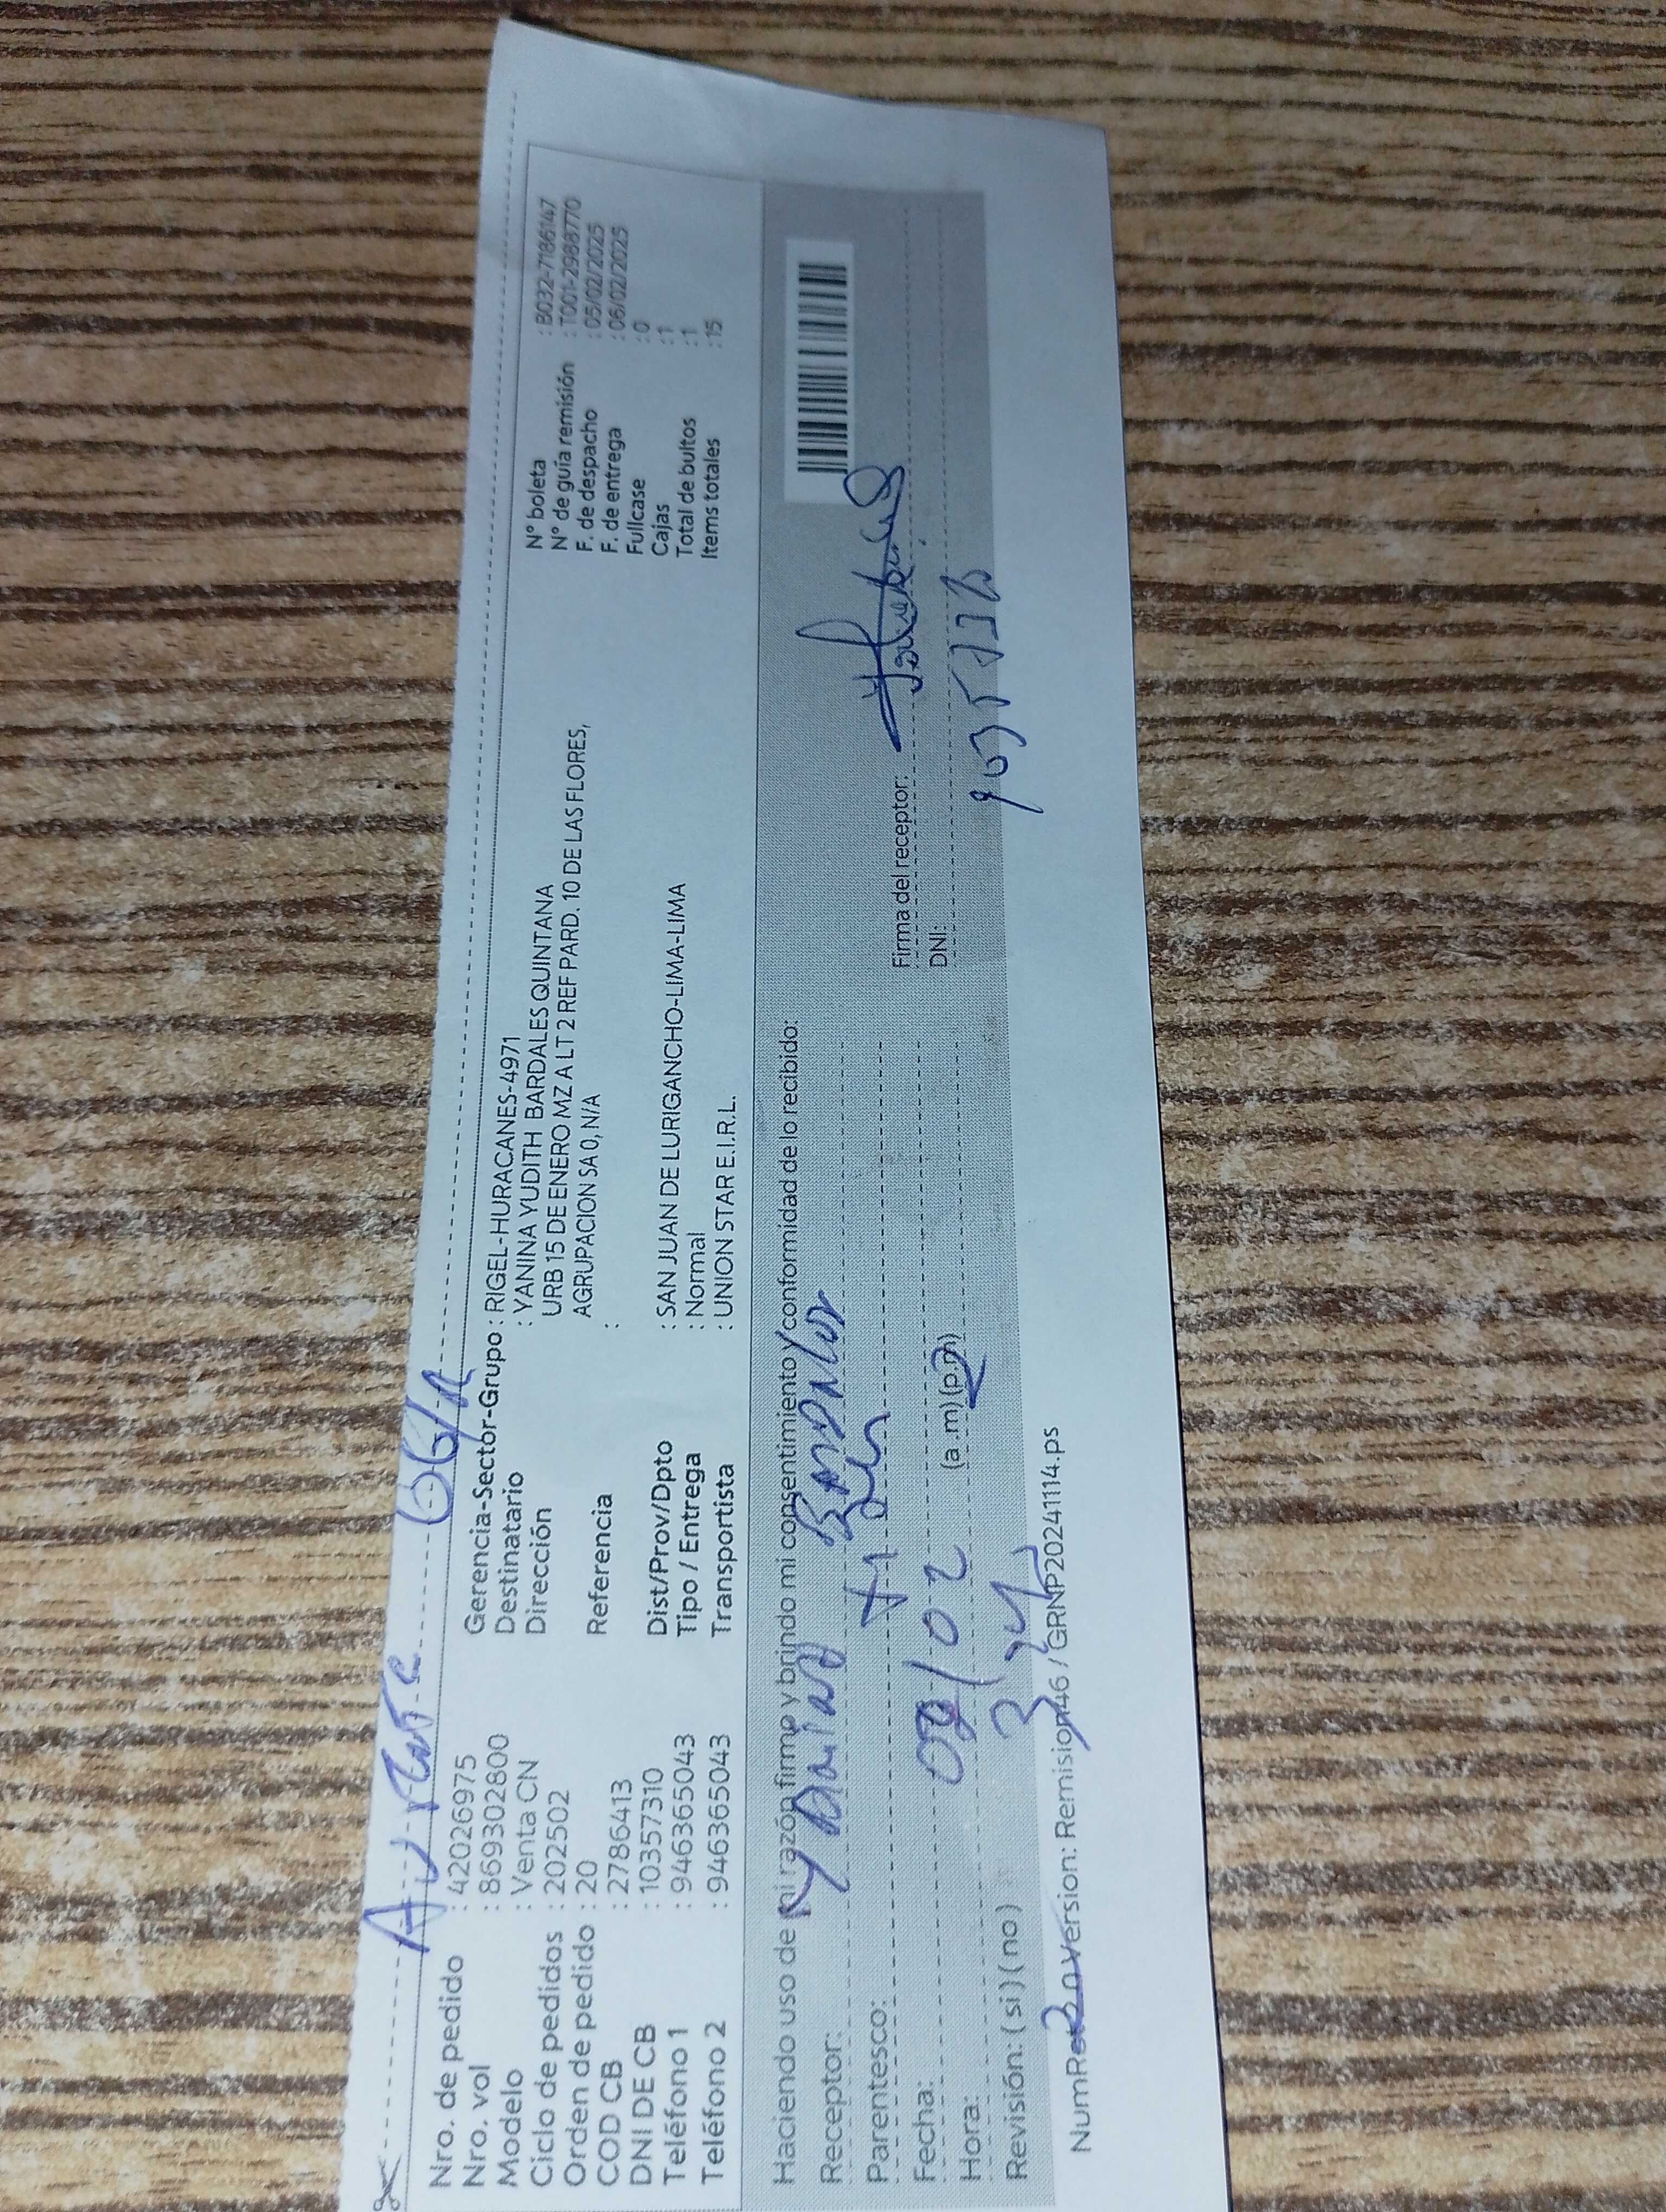 Nro. de pedido : 42026975
Nro. vol : 869302800
Modelo : Venta CN
Ciclo de pedidos : 202502
Orden de pedido : 20
COD CB : 2786413
DNI DE CB : 10357310
Teléfono 1 : 946365043
Teléfono 2 : 946365043
Gerencia-Sector-Grupo : RIGEL-HURACANES-4971
Destinatario : YANINA YUDITH BARDALES QUINTANA
Dirección URB 15 DE ENERO MZ A LT 2 REF PARD. 10 DE LAS FLORES,
AGRUPACION SA 0, N/A
Referencia :
Dist/Prov/Dpto : SAN JUAN DE LURIGANCHO-LIMA-LIMA
Tipo / Entrega : Normal
Transportista : UNION STAR E.I.R.L.
N° boleta : B032-7186147
N° de guía remisión : T001-2988770
F. de despacho : 05/02/2025
F. de entrega : 06/02/2025
Fullcase : 0
Cajas : 1
Total de bultos : 1
Items totales : 15
Haciendo uso de mi razón firmo y brindo mi consentimiento y conformidad de lo recibido:
Receptor:
Parentesco:
Fecha: 02
Hora: (a.m) (p.m)
Revisión: (si) (no)
Firma del receptor:
DNI:
Version: Remision46 / GRNP20241114.ps